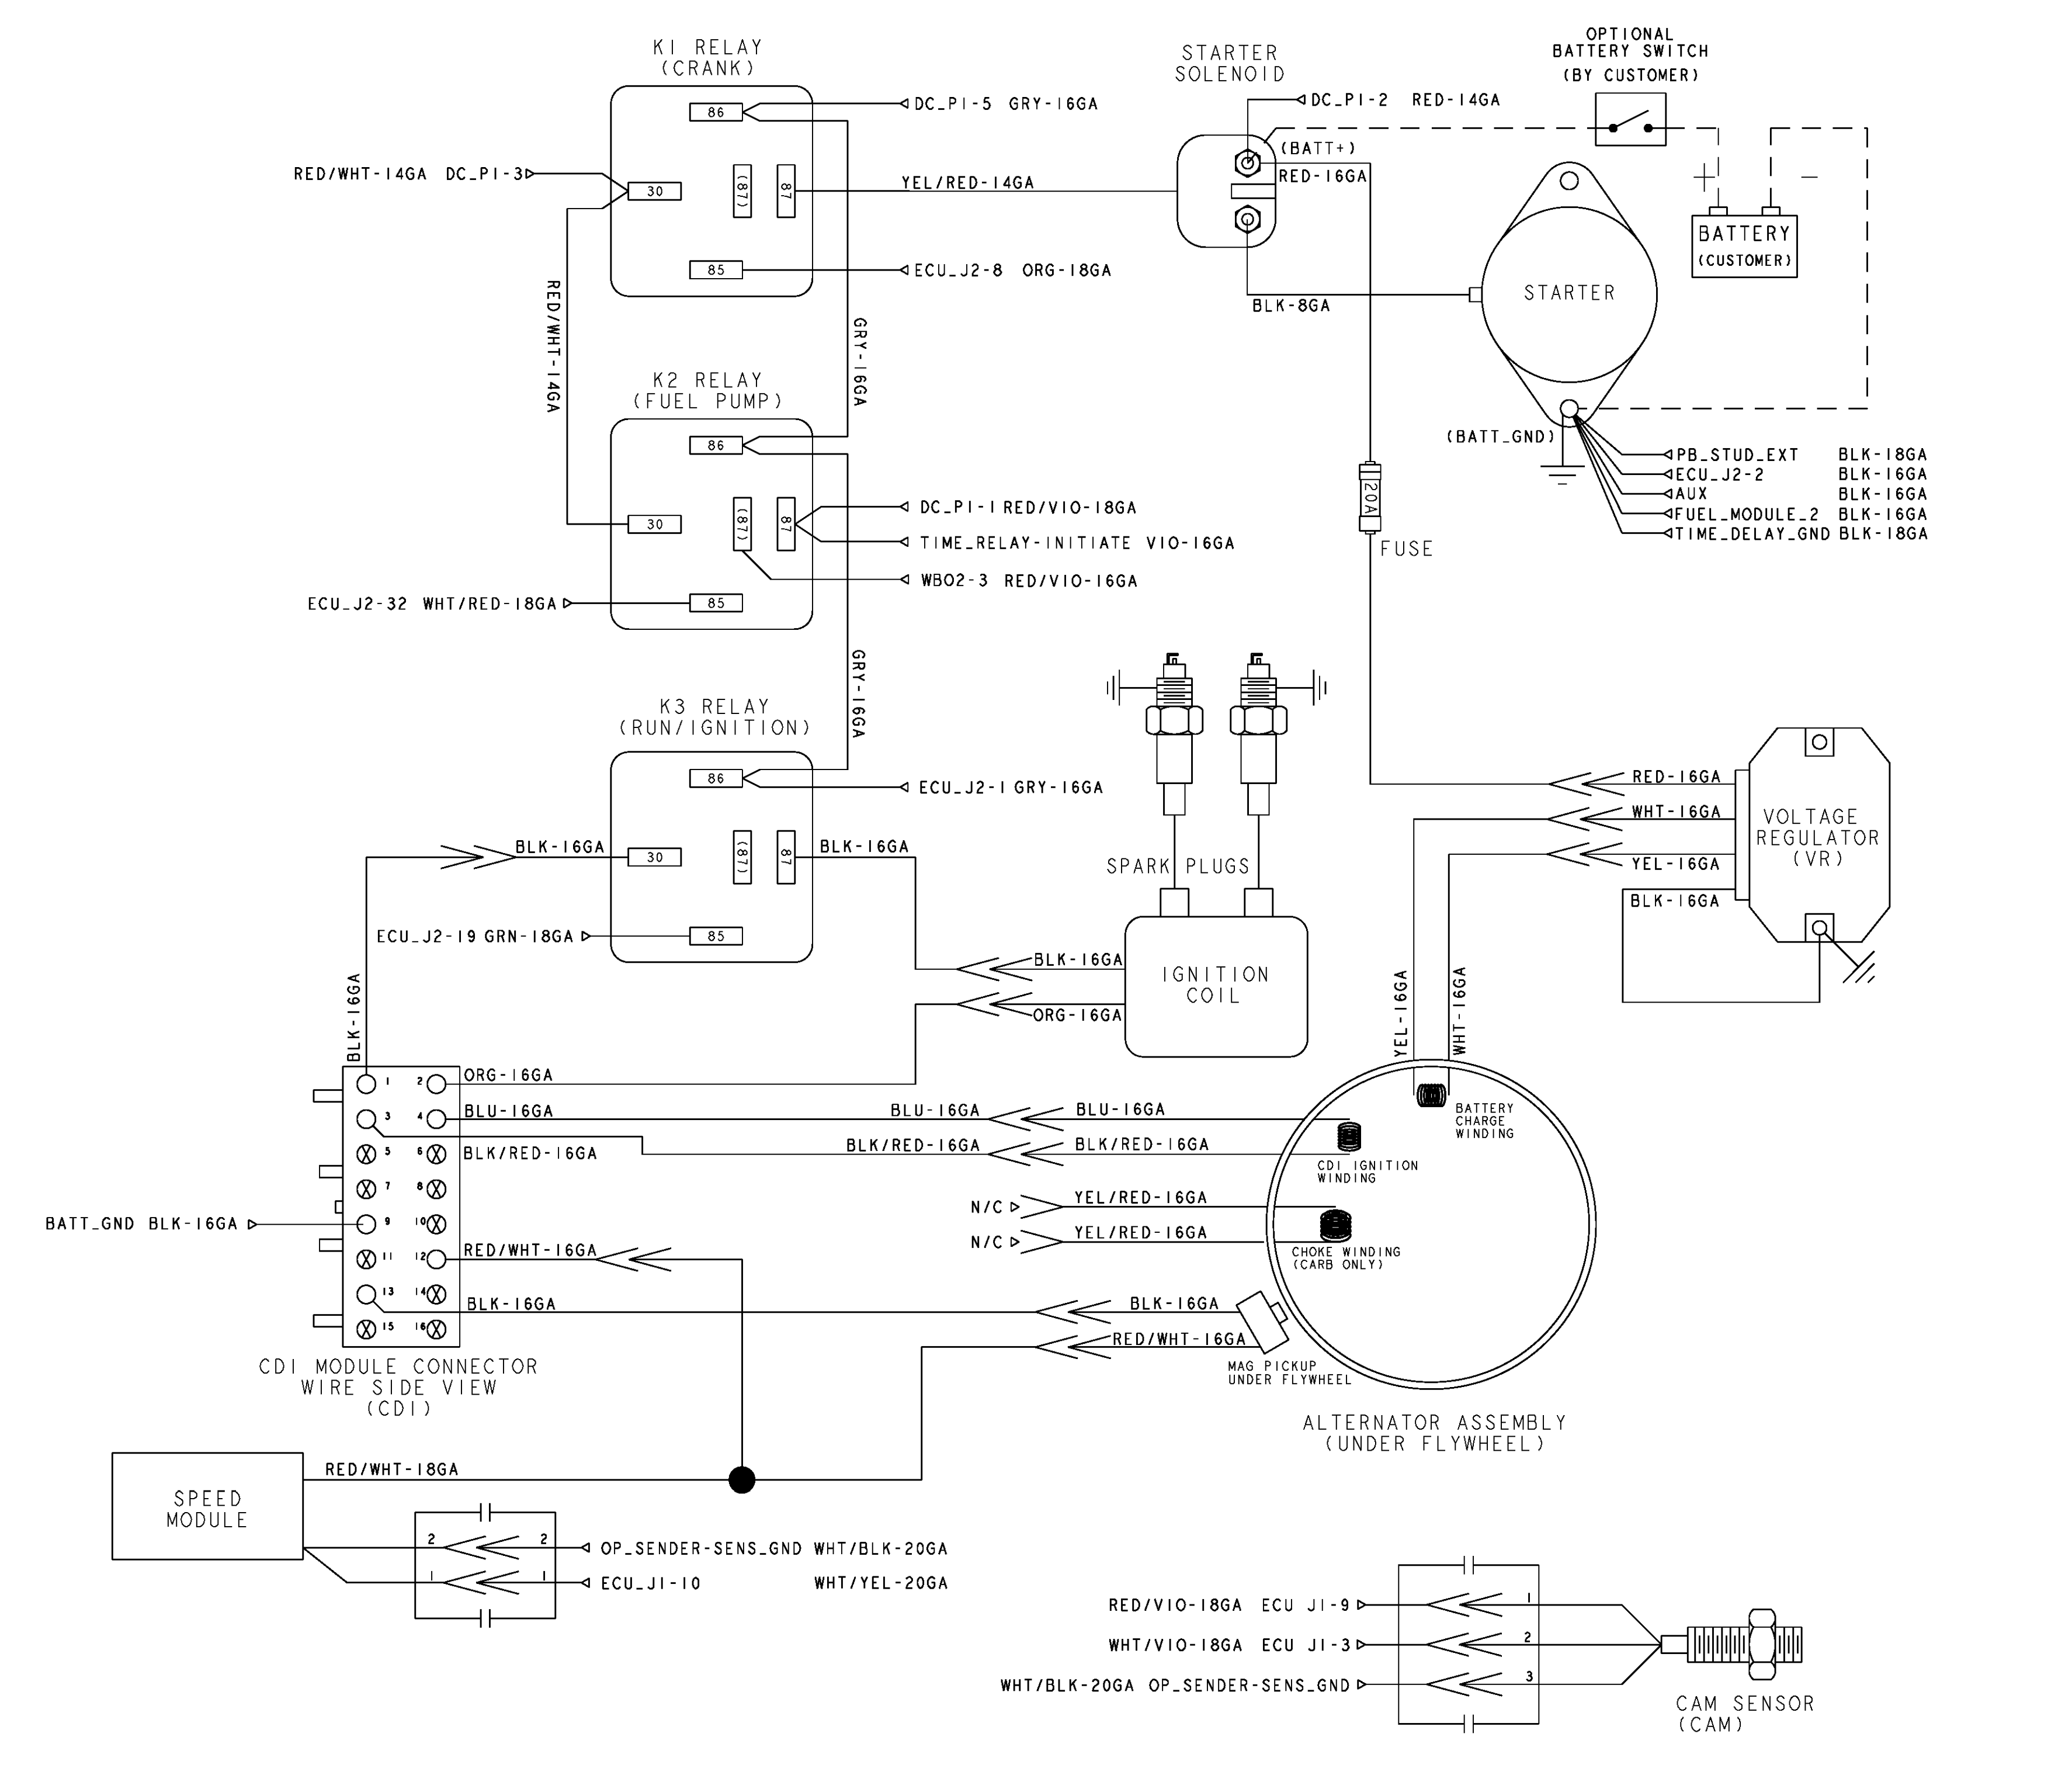 OPTIONAL
BATTERY SWITCH
(BY CUSTOMER)
K1 RELAY
(CRANK)
STARTER
SOLENOID
86
DC_P1-5 GRY-16GA
DC_P1-2 RED-14GA
(BATT+)
RED-16GA
RED/WHT-14GA DC_P1-3
30
(87)
87
YEL/RED-14GA
+
-
BATTERY
(CUSTOMER)
85
ECU_J2-8 ORG-18GA
BLK-8GA
STARTER
RED/WHT-14GA
GRY-16GA
K2 RELAY
(FUEL PUMP)
86
(BATT_GND)
PB_STUD_EXT BLK-18GA
ECU_J2-2 BLK-16GA
AUX BLK-16GA
FUEL_MODULE_2 BLK-16GA
TIME_DELAY_GND BLK-18GA
20A
FUSE
30
(87)
87
DC_P1-1 RED/VIO-18GA
TIME_RELAY-INITIATE VIO-16GA
WBO2-3 RED/VIO-16GA
ECU_J2-32 WHT/RED-18GA
85
GRY-16GA
K3 RELAY
(RUN/IGNITION)
86
ECU_J2-1 GRY-16GA
RED-16GA
WHT-16GA
YEL-16GA
BLK-16GA
VOLTAGE
REGULATOR
(VR)
BLK-16GA
30
(87)
87
BLK-16GA
SPARK PLUGS
ECU_J2-19 GRN-18GA
85
BLK-16GA
ORG-16GA
IGNITION
COIL
BLK-16GA
YEL-16GA
WHT-16GA
1 2
ORG-16GA
3 4
BLU-16GA
BLU-16GA
BLU-16GA
5 6
BLK/RED-16GA
BLK/RED-16GA
BLK/RED-16GA
BATTERY
CHARGE
WINDING
CDI IGNITION
WINDING
7 8
N/C
YEL/RED-16GA
BATT_GND BLK-16GA
9 10
N/C
YEL/RED-16GA
CHOKE WINDING
(CARB ONLY)
11 12
RED/WHT-16GA
13 14
BLK-16GA
BLK-16GA
15 16
RED/WHT-16GA
MAG PICKUP
UNDER FLYWHEEL
CDI MODULE CONNECTOR
WIRE SIDE VIEW
(CDI)
ALTERNATOR ASSEMBLY
(UNDER FLYWHEEL)
RED/WHT-18GA
SPEED
MODULE
2 2
OP_SENDER-SENS_GND WHT/BLK-20GA
1 1
ECU_J1-10 WHT/YEL-20GA
RED/VIO-18GA ECU J1-9
1
WHT/VIO-18GA ECU J1-3
2
WHT/BLK-20GA OP_SENDER-SENS_GND
3
CAM SENSOR
(CAM)